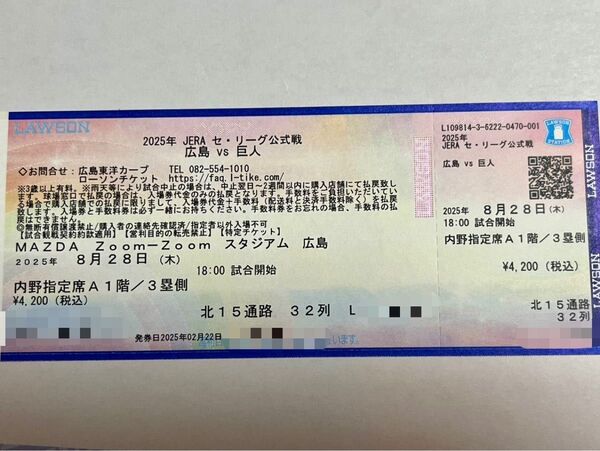 LAWSON
2025年 JERA セ・リーグ公式戦
広島 vs 巨人
◇お問合せ:広島東洋カープ TEL 082-554-1010
ローソンチケット https://faq.l-tike.com/
※3歳以上有料。※雨天等により試合中止の場合は、中止翌日~2週間以内に購入店舗にて払戻し致し
◎無断有償譲渡禁止/購入者の連絡先確認済/指定者以外入場不可
【試合観戦契約約款適用】【営利目的の転売禁止】【特定チケット】
MAZDA Zoom-Zoom スタジアム 広島
2025年 8月28日(木)
18:00 試合開始
内野指定席A1階/3塁側
¥4,200(税込)
北15通路 32列 L
発券日2025年02月22日
L109814-3-6222-0470-001
2025年
JERA セ・リーグ公式戦
広島 vs 巨人
LAWSON
STATION
2025年 8月28日(木)
18:00 試合開始
内野指定席A1階/3塁側
¥4,200(税込)
北15通路
32列
LAWSON
LAWSON